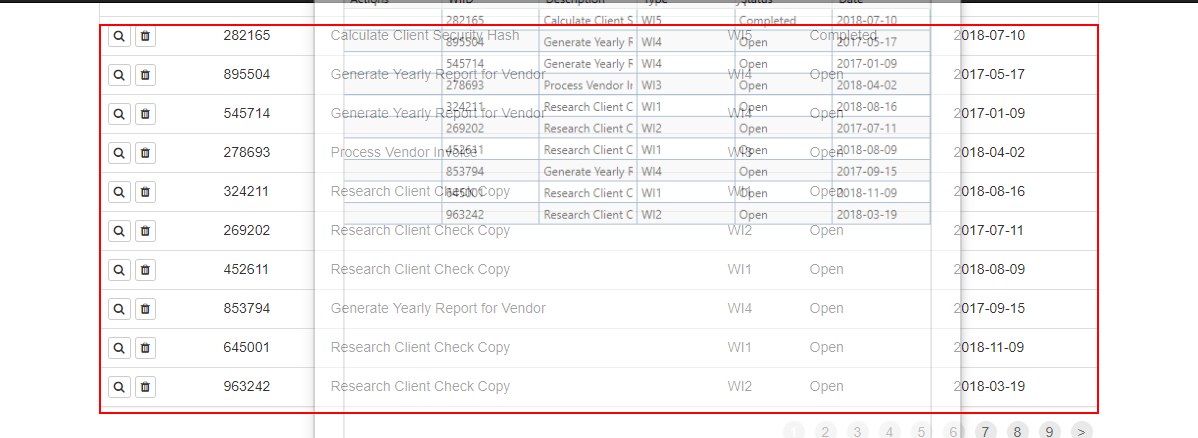 Actions WIID Description Type Status Date
282165 Calculate Client Security Hash WI5 Completed 2018-07-10
895504 Generate Yearly Report for Vendor WI4 Open 2017-05-17
545714 Generate Yearly Report for Vendor WI4 Open 2017-01-09
278693 Process Vendor Invoice WI3 Open 2018-04-02
324211 Research Client Check Copy WI1 Open 2018-08-16
269202 Research Client Check Copy WI2 Open 2017-07-11
452611 Research Client Check Copy WI1 Open 2018-08-09
853794 Generate Yearly Report for Vendor WI4 Open 2017-09-15
645001 Research Client Check Copy WI1 Open 2018-11-09
963242 Research Client Check Copy WI2 Open 2018-03-19
282165 Calculate Client S WI5 Completed 2018-07-10
895504 Generate Yearly R WI4 Open 2017-05-17
545714 Generate Yearly R WI4 Open 2017-01-09
278693 Process Vendor In WI3 Open 2018-04-02
324211 Research Client C WI1 Open 2018-08-16
269202 Research Client C WI2 Open 2017-07-11
452611 Research Client C WI1 Open 2018-08-09
853794 Generate Yearly R WI4 Open 2017-09-15
645001 Research Client C WI1 Open 2018-11-09
963242 Research Client C WI2 Open 2018-03-19
1 2 3 4 5 6 7 8 9 >